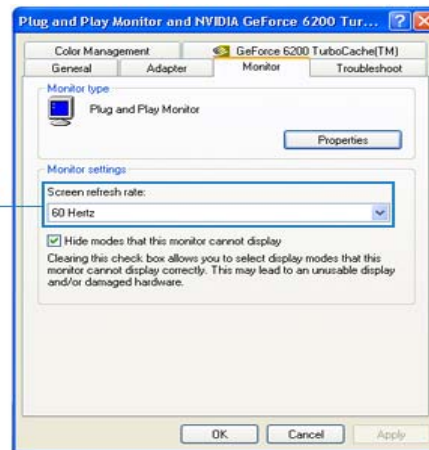 Plug and Play Monitor and NVIDIA GeForce 6200 Tur...
Color Management
GeForce 6200 TurboCache(TM)
General
Adapter
Monitor
Troubleshoot
Monitor type
Plug and Play Monitor
Properties
Monitor settings
Screen refresh rate:
60 Hertz
Hide modes that this monitor cannot display
Clearing this check box allows you to select display modes that this
monitor cannot display correctly. This may lead to an unusable display
and/or damaged hardware.
OK
Cancel
Apply